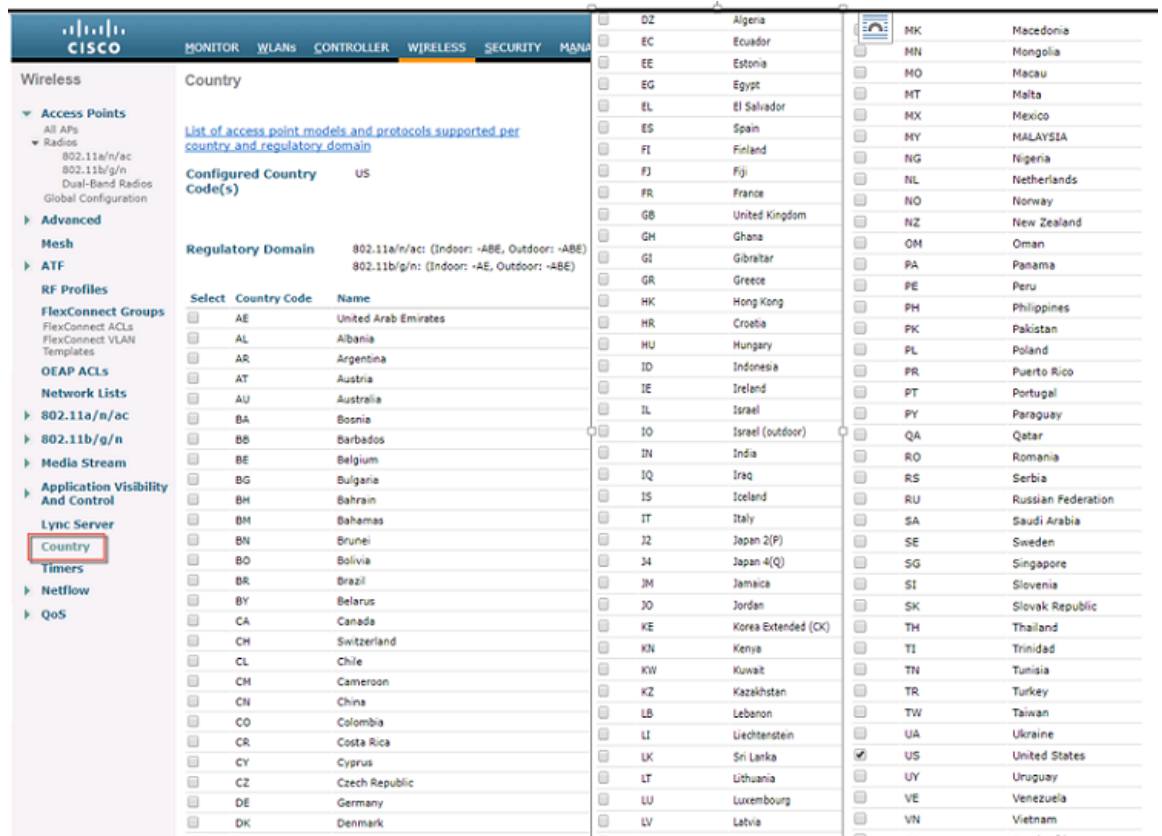 CISCO
MONITOR WLANs CONTROLLER WIRELESS SECURITY MANA
Wireless
Access Points
All APs
Radios
802.11a/n/ac
802.11b/g/n
Dual-Band Radios
Global Configuration
Advanced
Mesh
ATF
RF Profiles
FlexConnect Groups
FlexConnect ACLs
FlexConnect VLAN
Templates
OEAP ACLs
Network Lists
802.11a/n/ac
802.11b/g/n
Media Stream
Application Visibility
And Control
Lync Server
Country
Timers
Netflow
QoS
Country
List of access point models and protocols supported per
country and regulatory domain
Configured Country US
Code(s)
Regulatory Domain 802.11a/n/ac: (Indoor: -ABE, Outdoor: -ABE)
802.11b/g/n: (Indoor: -AE, Outdoor: -ABE)
Select Country Code Name
AE United Arab Emirates
AL Albania
AR Argentina
AT Austria
AU Australia
BA Bosnia
BB Barbados
BE Belgium
BG Bulgaria
BH Bahrain
BM Bahamas
BN Brunei
BO Bolivia
BR Brazil
BY Belarus
CA Canada
CH Switzerland
CL Chile
CM Cameroon
CN China
CO Colombia
CR Costa Rica
CY Cyprus
CZ Czech Republic
DE Germany
DK Denmark
DZ Algeria
EC Ecuador
EE Estonia
EG Egypt
EL El Salvador
ES Spain
FI Finland
FJ Fiji
FR France
GB United Kingdom
GH Ghana
GI Gibraltar
GR Greece
HK Hong Kong
HR Croatia
HU Hungary
ID Indonesia
IE Ireland
IL Israel
IO Israel (outdoor)
IN India
IQ Iraq
IS Iceland
IT Italy
J2 Japan 2(P)
J4 Japan 4(Q)
JM Jamaica
JO Jordan
KE Korea Extended (CK)
KN Kenya
KW Kuwait
KZ Kazakhstan
LB Lebanon
LI Liechtenstein
LK Sri Lanka
LT Lithuania
LU Luxembourg
LV Latvia
MK Macedonia
MN Mongolia
MO Macau
MT Malta
MX Mexico
MY MALAYSIA
NG Nigeria
NL Netherlands
NO Norway
NZ New Zealand
OM Oman
PA Panama
PE Peru
PH Philippines
PK Pakistan
PL Poland
PR Puerto Rico
PT Portugal
PY Paraguay
QA Qatar
RO Romania
RS Serbia
RU Russian Federation
SA Saudi Arabia
SE Sweden
SG Singapore
SI Slovenia
SK Slovak Republic
TH Thailand
TI Trinidad
TN Tunisia
TR Turkey
TW Taiwan
UA Ukraine
US United States
UY Uruguay
VE Venezuela
VN Vietnam